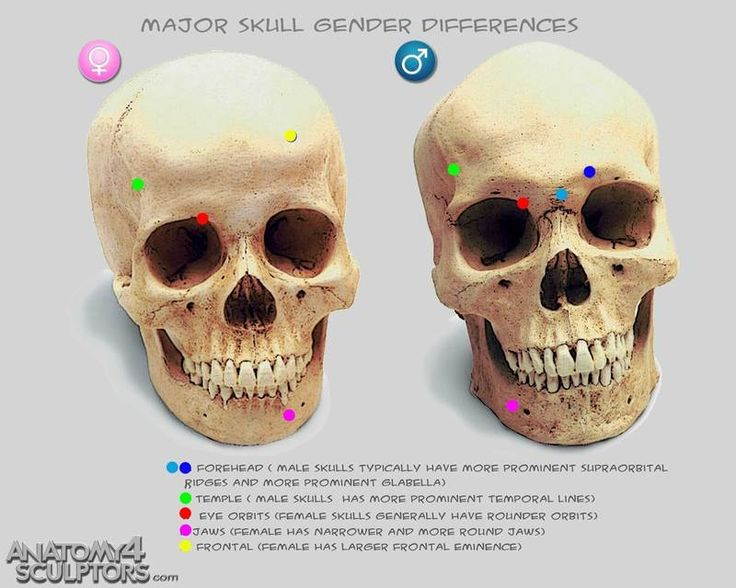 MAJOR SKULL GENDER DIFFERENCES
FOREHEAD ( MALE SKULLS TYPICALLY HAVE MORE PROMINENT SUPRAORBITAL
RIDGES AND MORE PROMINENT GLABELLA)
TEMPLE ( MALE SKULLS HAS MORE PROMINENT TEMPORAL LINES)
EYE ORBITS (FEMALE SKULLS GENERALLY HAVE ROUNDER ORBITS)
JAWS (FEMALE HAS NARROWER AND MORE ROUND JAWS)
FRONTAL (FEMALE HAS LARGER FRONTAL EMINENCE)
ANATOMY4
SCULPTORS.com